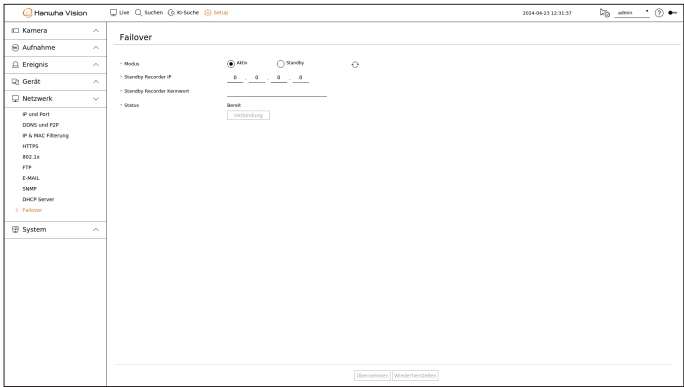 Hanwha Vision
Live Suchen KI-Suche Setup 2024-04-23 12:31:37 admin ?
Kamera
Aufnahme
Ereignis
Gerät
Netzwerk
IP und Port
DDNS und P2P
IP & MAC Filterung
HTTPS
802.1x
FTP
E-MAIL
SNMP
DHCP Server
Failover
System
Failover
Modus Aktiv Standby
Standby Recorder IP 0 . 0 . 0 . 0
Standby Recorder Kennwort
Status Bereit
Verbindung
Übernehmen Wiederherstellen